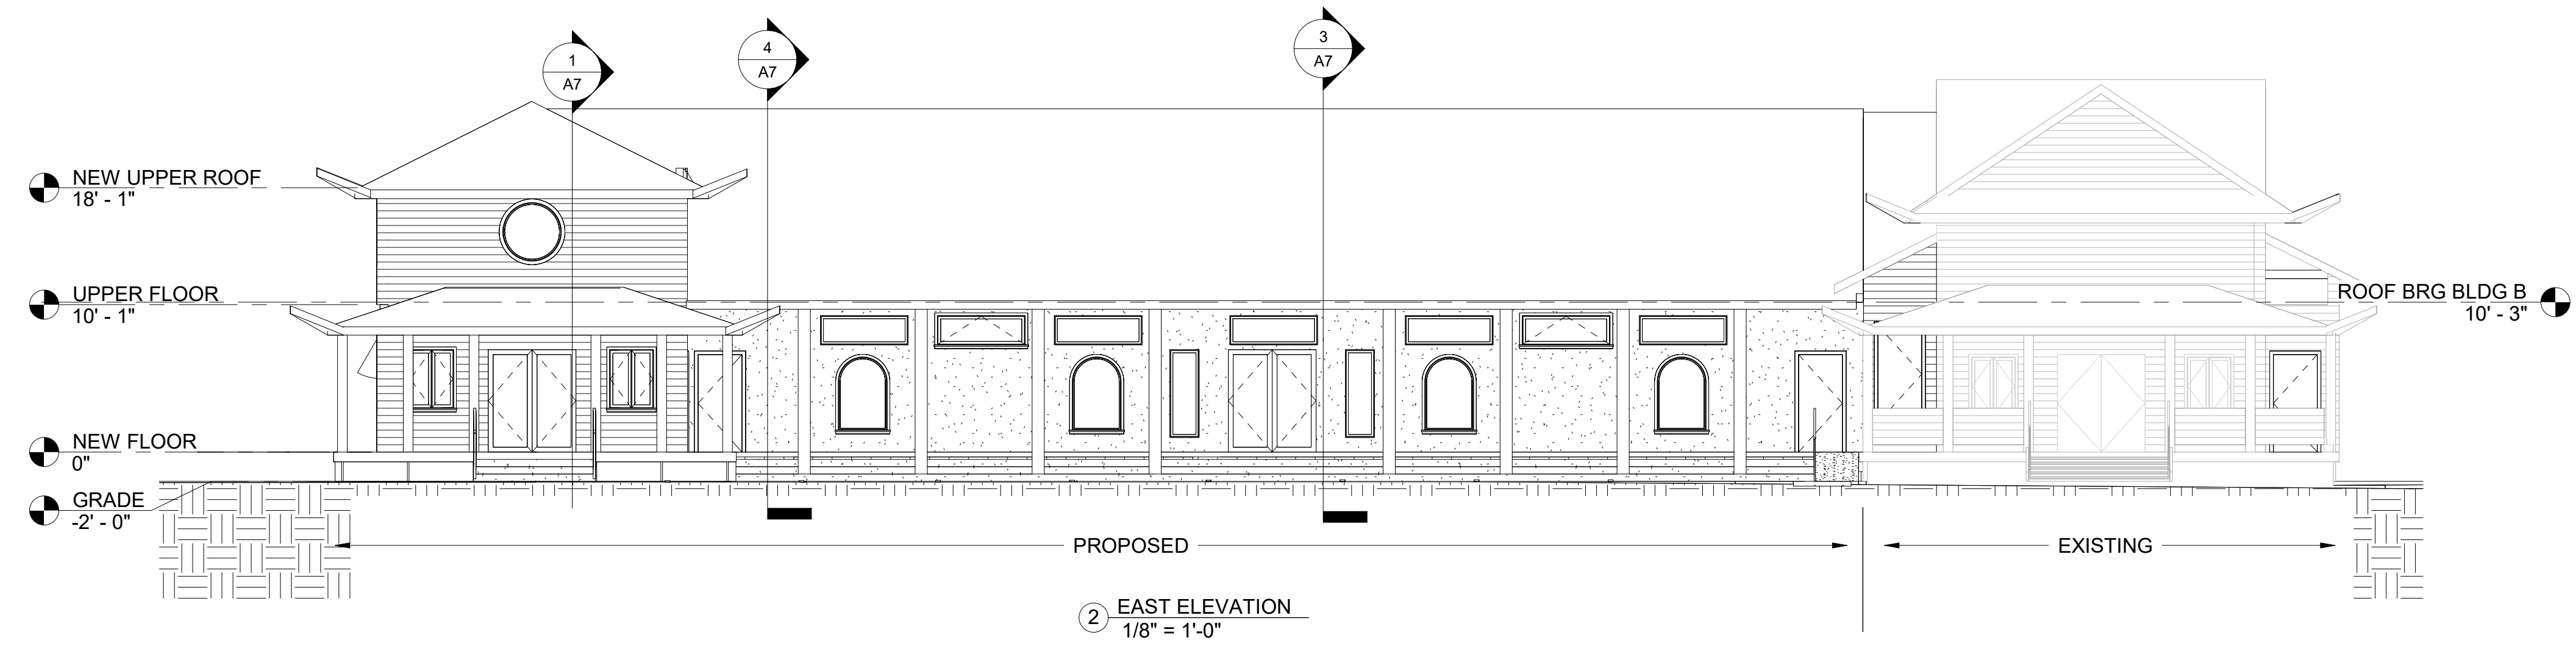 1
A7
4
A7
3
A7
NEW UPPER ROOF
18' - 1"
UPPER FLOOR
10' - 1"
ROOF BRG BLDG B
10' - 3"
NEW FLOOR
0"
GRADE
-2' - 0"
PROPOSED
EXISTING
2
EAST ELEVATION
1/8" = 1'-0"